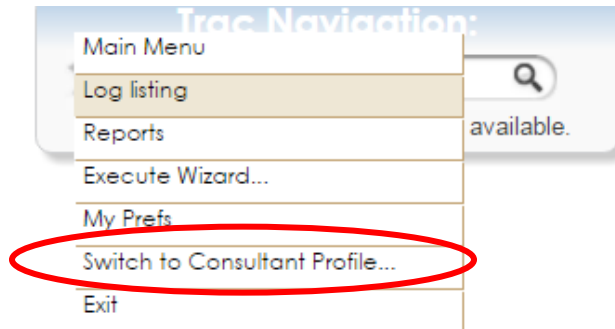 Trac Navigation:
Main Menu
Log listing
Reports
available.
Execute Wizard...
My Prefs
Switch to Consultant Profile...
Exit